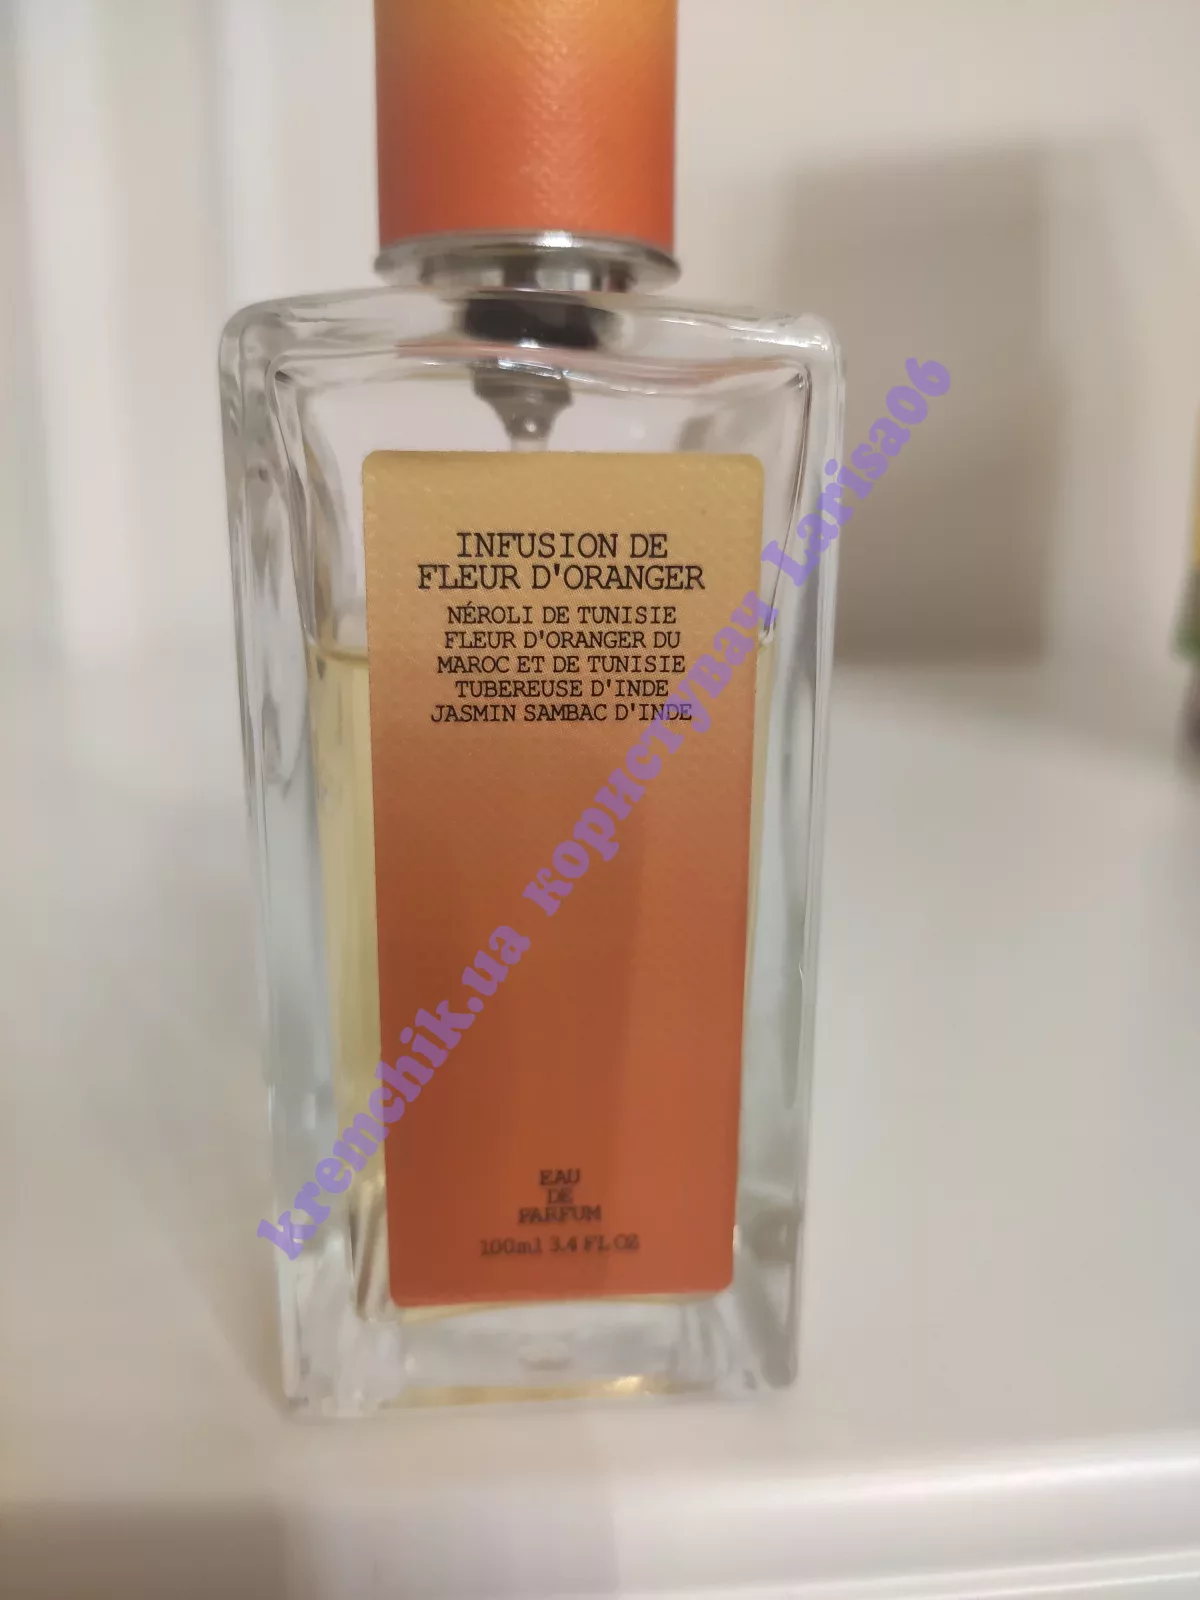 INFUSION DE
FLEUR D'ORANGER
NÉROLI DE TUNISIE
FLEUR D'ORANGER DU
MAROC ET DE TUNISIE
TUBEREUSE D'INDE
JASMIN SAMBAC D'INDE
EAU
DE
PARFUM
100ml 3.4 FL OZ
kremchik.ua користувач Larisa06